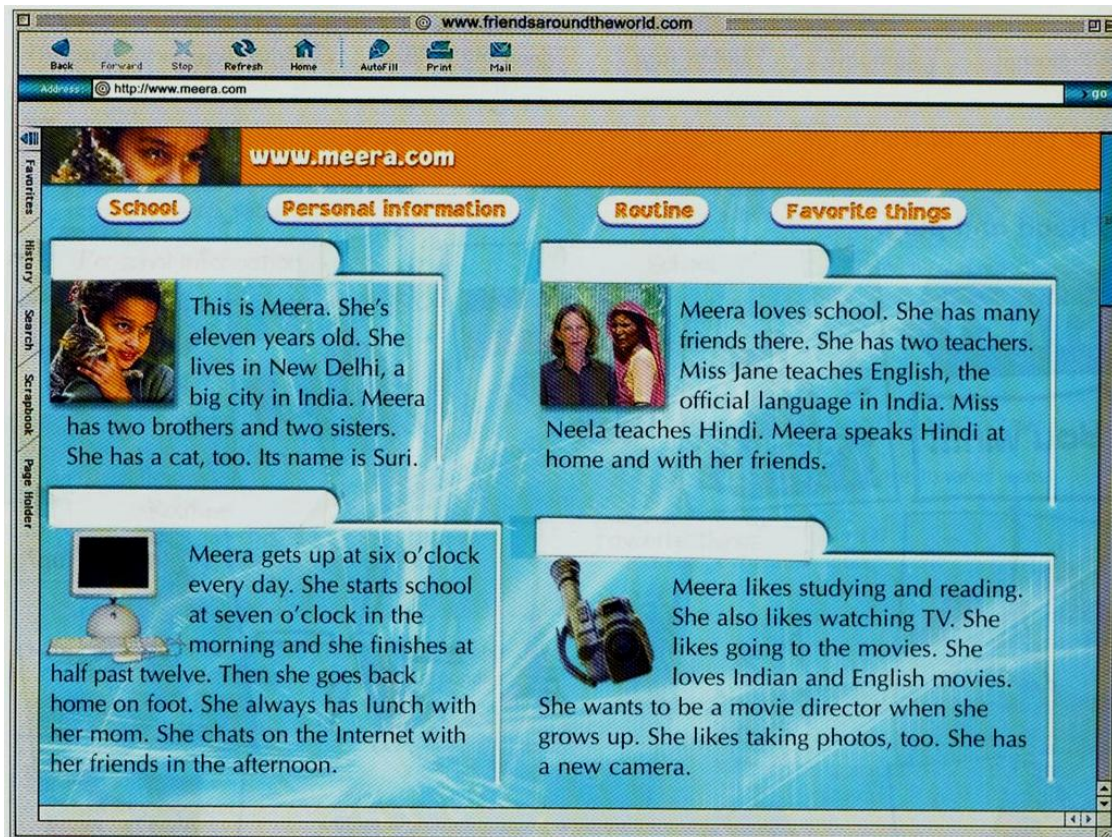 www.friendsaroundtheworld.com
Back Forward Stop Refresh Home AutoFill Print Mail
Address: http://www.meera.com go
Favorites
History
Search
Scrapbook
Page Holder
www.meera.com
School Personal information Routine Favorite things
This is Meera. She's
eleven years old. She
lives in New Delhi, a
big city in India. Meera
has two brothers and two sisters.
She has a cat, too. Its name is Suri.
Meera loves school. She has many
friends there. She has two teachers.
Miss Jane teaches English, the
official language in India. Miss
Neela teaches Hindi. Meera speaks Hindi at
home and with her friends.
Meera gets up at six o'clock
every day. She starts school
at seven o'clock in the
morning and she finishes at
half past twelve. Then she goes back
home on foot. She always has lunch with
her mom. She chats on the Internet with
her friends in the afternoon.
Meera likes studying and reading.
She also likes watching TV. She
likes going to the movies. She
loves Indian and English movies.
She wants to be a movie director when she
grows up. She likes taking photos, too. She has
a new camera.